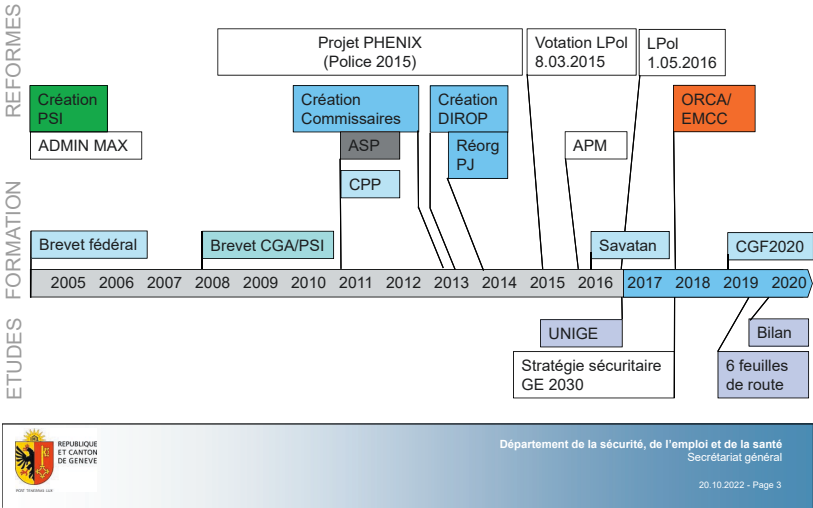 REFORMES
Projet PHENIX
(Police 2015)
Votation LPol
8.03.2015
LPol
1.05.2016
Création
PSI
ADMIN MAX
Création
Commissaires
ASP
CPP
Création
DIROP
Réorg
PJ
APM
ORCA/
EMCC
FORMATION
Brevet fédéral
Brevet CGA/PSI
Savatan
CGF2020
2005 2006 2007 2008 2009 2010 2011 2012 2013 2014 2015 2016 2017 2018 2019 2020
ETUDES
UNIGE
Bilan
Stratégie sécuritaire
GE 2030
6 feuilles
de route
REPUBLIQUE
ET CANTON
DE GENEVE
POST TENEBRAS LUX
Département de la sécurité, de l'emploi et de la santé
Secrétariat général
20.10.2022 - Page 3